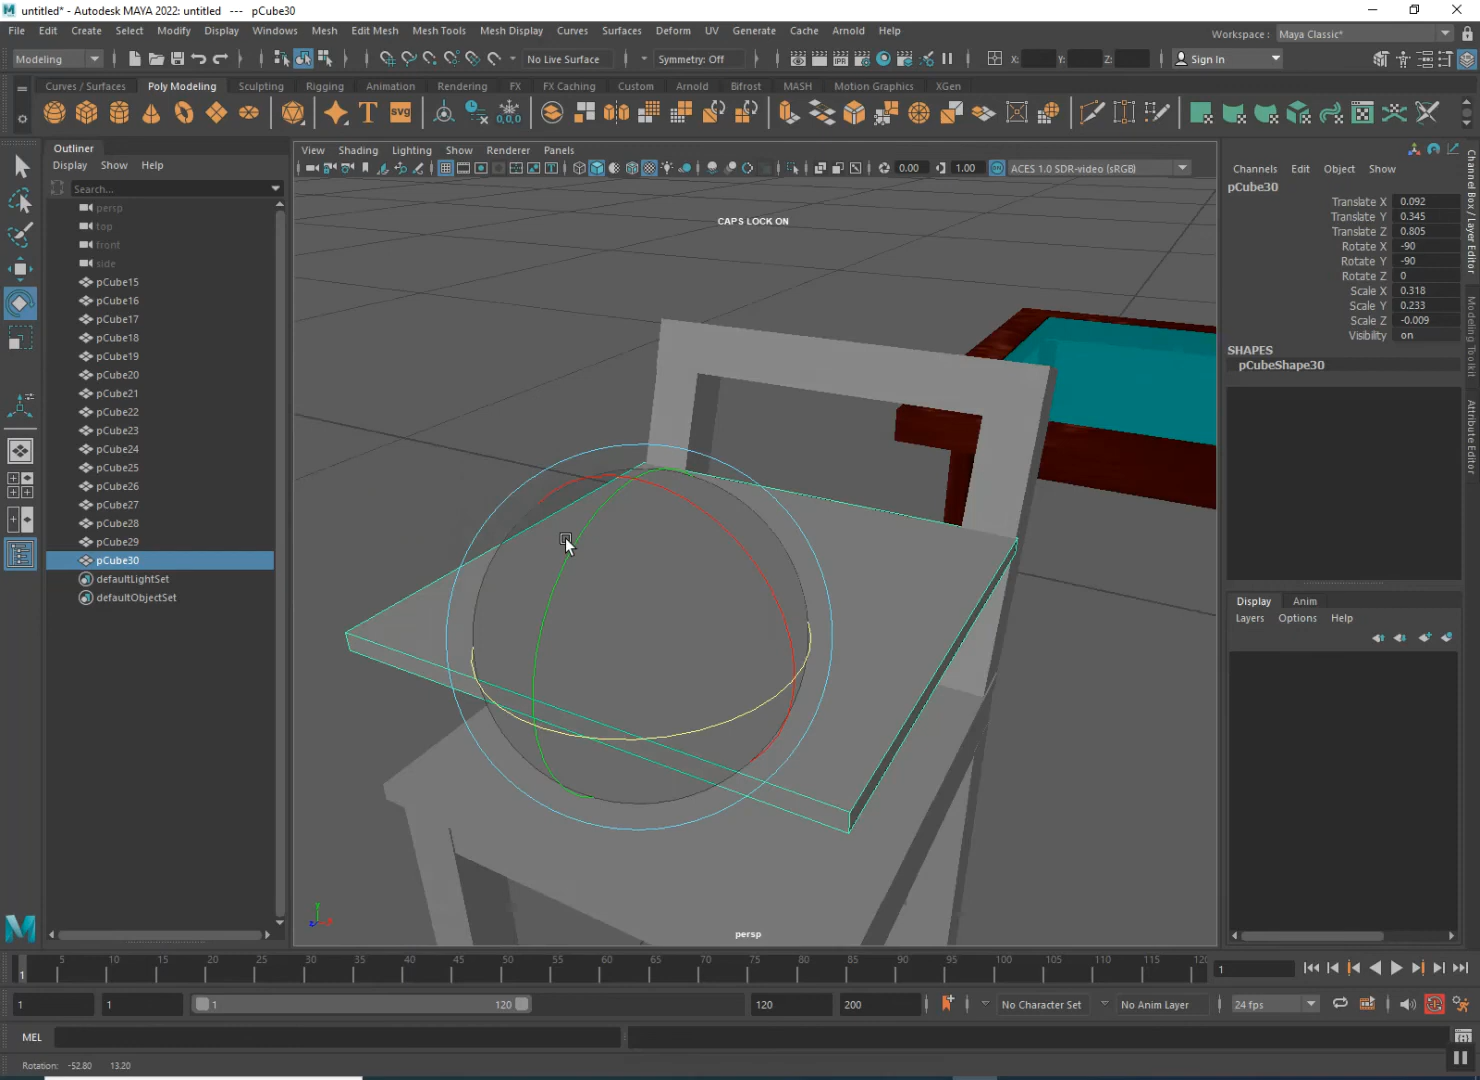 untitled* - Autodesk MAYA 2022: untitled --- pCube30
File Edit Create Select Modify Display Windows Mesh Edit Mesh Mesh Tools Mesh Display Curves Surfaces Deform UV Generate Cache Arnold Help
Workspace : Maya Classic*
Modeling
No Live Surface
Symmetry: Off
X:
Y:
Z:
Sign In
Curves / Surfaces Poly Modeling Sculpting Rigging Animation Rendering FX FX Caching Custom Arnold Bifrost MASH Motion Graphics XGen
T
SVG
0,0,0
IPR
Outliner
Display Show Help
Search...
persp
top
front
side
pCube15
pCube16
pCube17
pCube18
pCube19
pCube20
pCube21
pCube22
pCube23
pCube24
pCube25
pCube26
pCube27
pCube28
pCube29
pCube30
defaultLightSet
defaultObjectSet
View Shading Lighting Show Renderer Panels
0.00
1.00
ACES 1.0 SDR-video (sRGB)
CAPS LOCK ON
persp
Channels Edit Object Show
pCube30
Translate X 0.092
Translate Y 0.345
Translate Z 0.805
Rotate X -90
Rotate Y -90
Rotate Z 0
Scale X 0.318
Scale Y 0.233
Scale Z -0.009
Visibility on
SHAPES
pCubeShape30
Channel Box / Layer Editor
Modeling Toolkit
Attribute Editor
Display Anim
Layers Options Help
1 5 10 15 20 25 30 35 40 45 50 55 60 65 70 75 80 85 90 95 100 105 110 115
1
1 1 1 120 120 200
No Character Set
No Anim Layer
24 fps
MEL
Rotation: -52.80 13.20